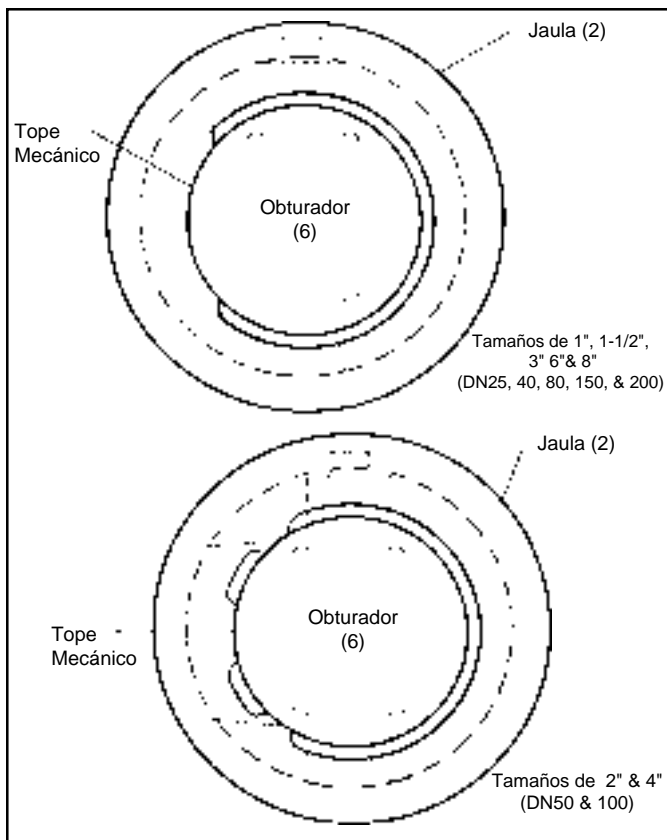 Jaula (2)
Tope
Mecánico
Obturador
(6)
Tamaños de 1", 1-1/2",
3" 6"& 8"
(DN25, 40, 80, 150, & 200)
Jaula (2)
Obturador
(6)
Tope
Mecánico
Tamaños de 2" & 4"
(DN50 & 100)